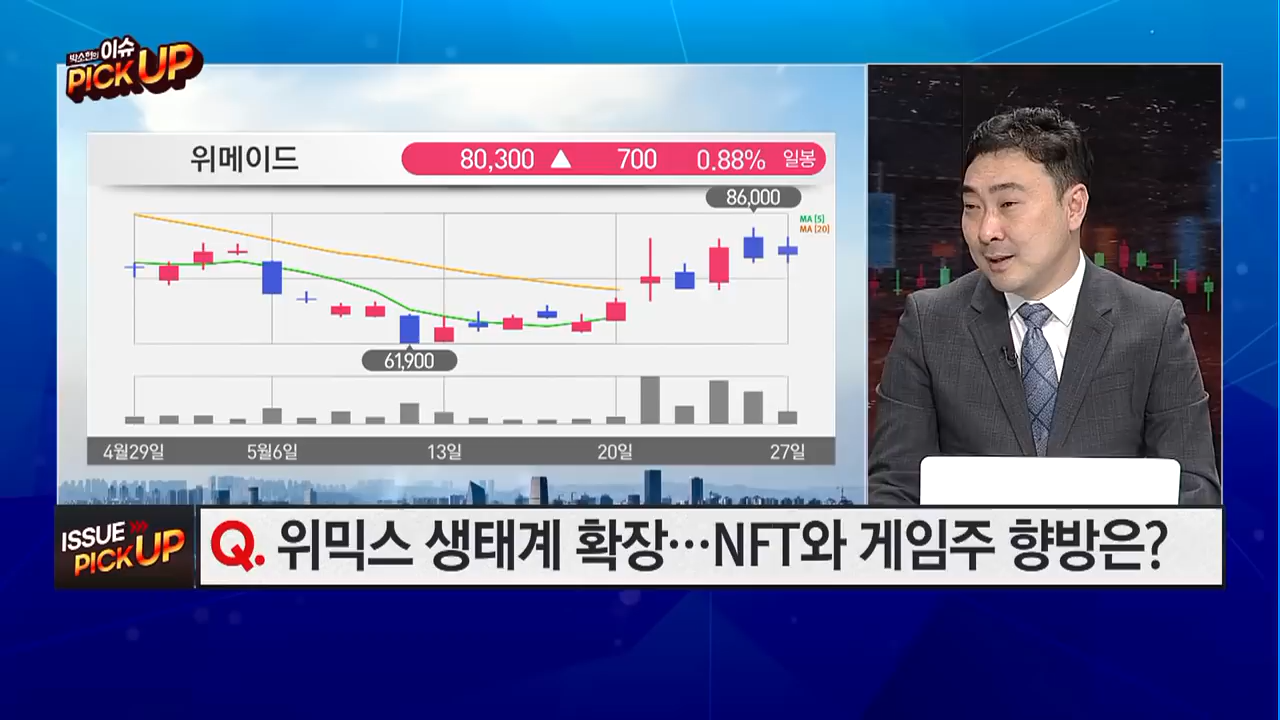 박소현의 이슈
PICK UP
위메이드
80,300 ▲ 700 0.88% 일봉
86,000
MA [5]
MA [20]
61,900
4월29일 5월6일 13일 20일 27일
ISSUE
PICK UP
Q. 위믹스 생태계 확장…NFT와 게임주 향방은?